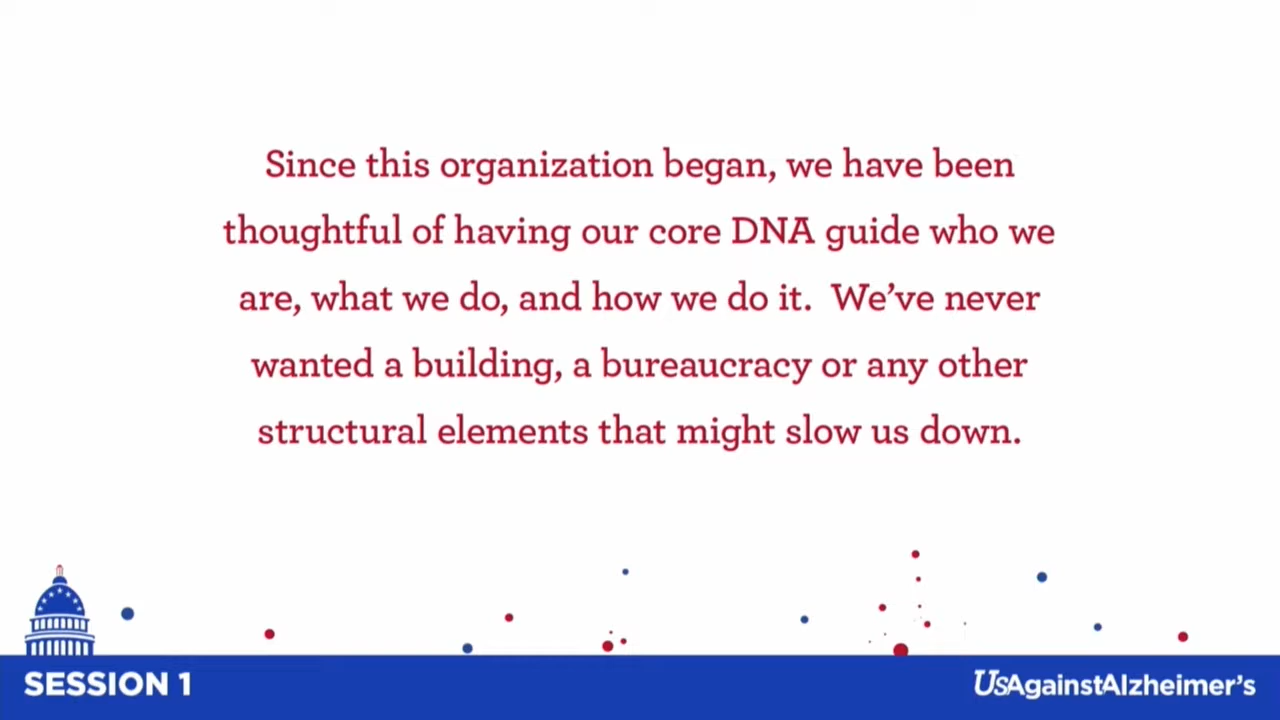 Since this organization began, we have been
thoughtful of having our core DNA guide who we
are, what we do, and how we do it.  We’ve never
wanted a building, a bureaucracy or any other
structural elements that might slow us down.
SESSION 1
UsAgainstAlzheimer’s